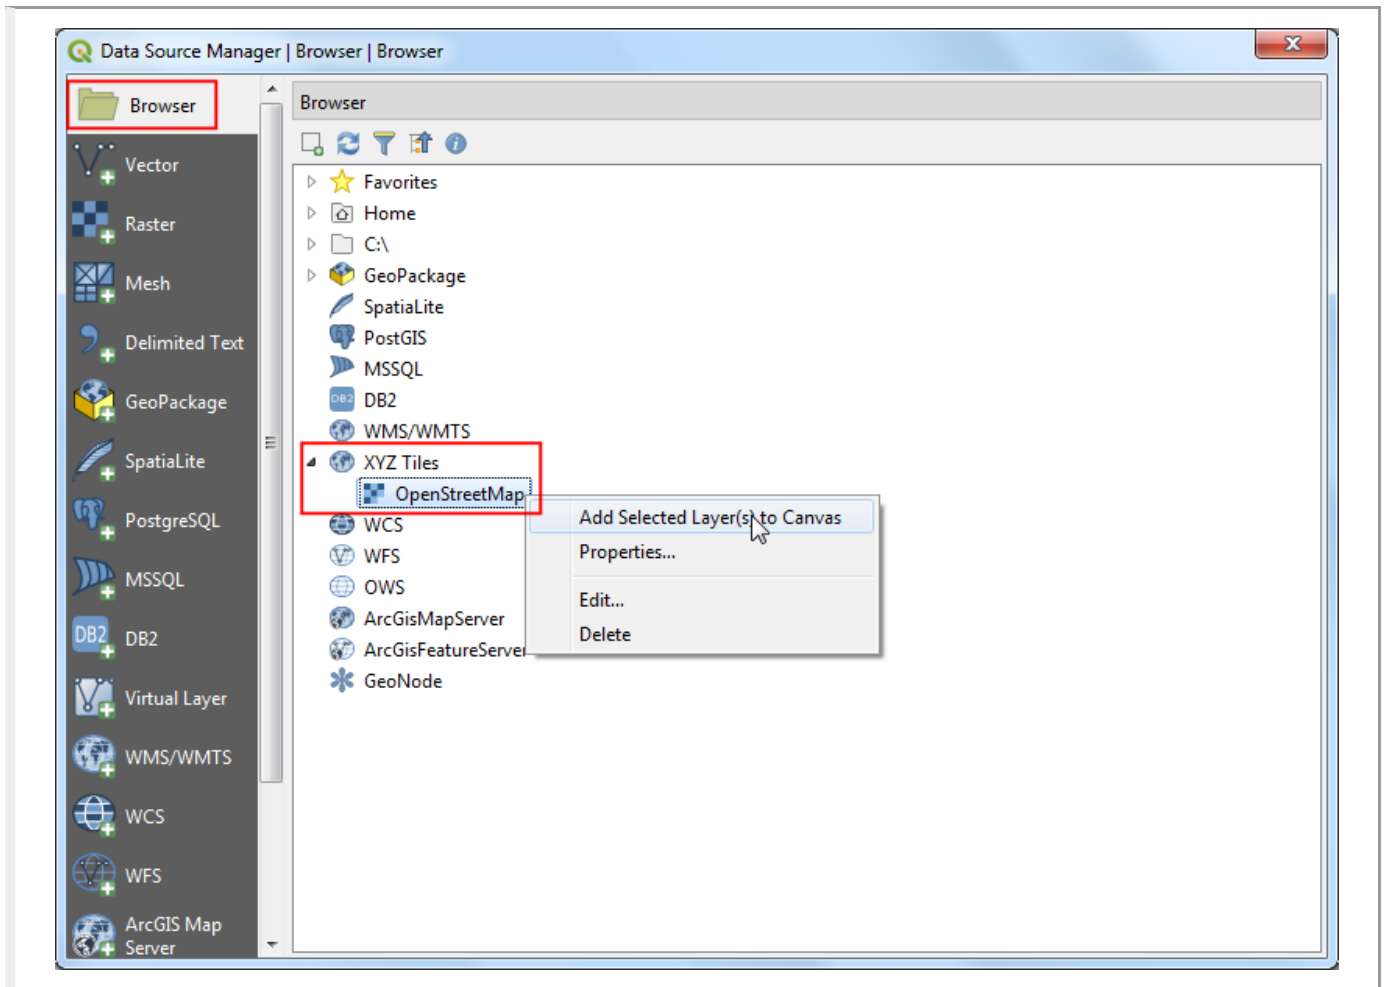 Data Source Manager | Browser | Browser
x
Browser
Vector
Raster
Mesh
Delimited Text
GeoPackage
SpatiaLite
PostgreSQL
MSSQL
DB2
DB2
Virtual Layer
WMS/WMTS
WCS
WFS
ArcGIS Map
Server
Browser
Favorites
Home
C:\
GeoPackage
SpatiaLite
PostGIS
MSSQL
DB2
DB2
WMS/WMTS
XYZ Tiles
OpenStreetMap
WCS
WFS
OWS
ArcGisMapServer
ArcGisFeatureServer
GeoNode
Add Selected Layer(s) to Canvas
Properties...
Edit...
Delete